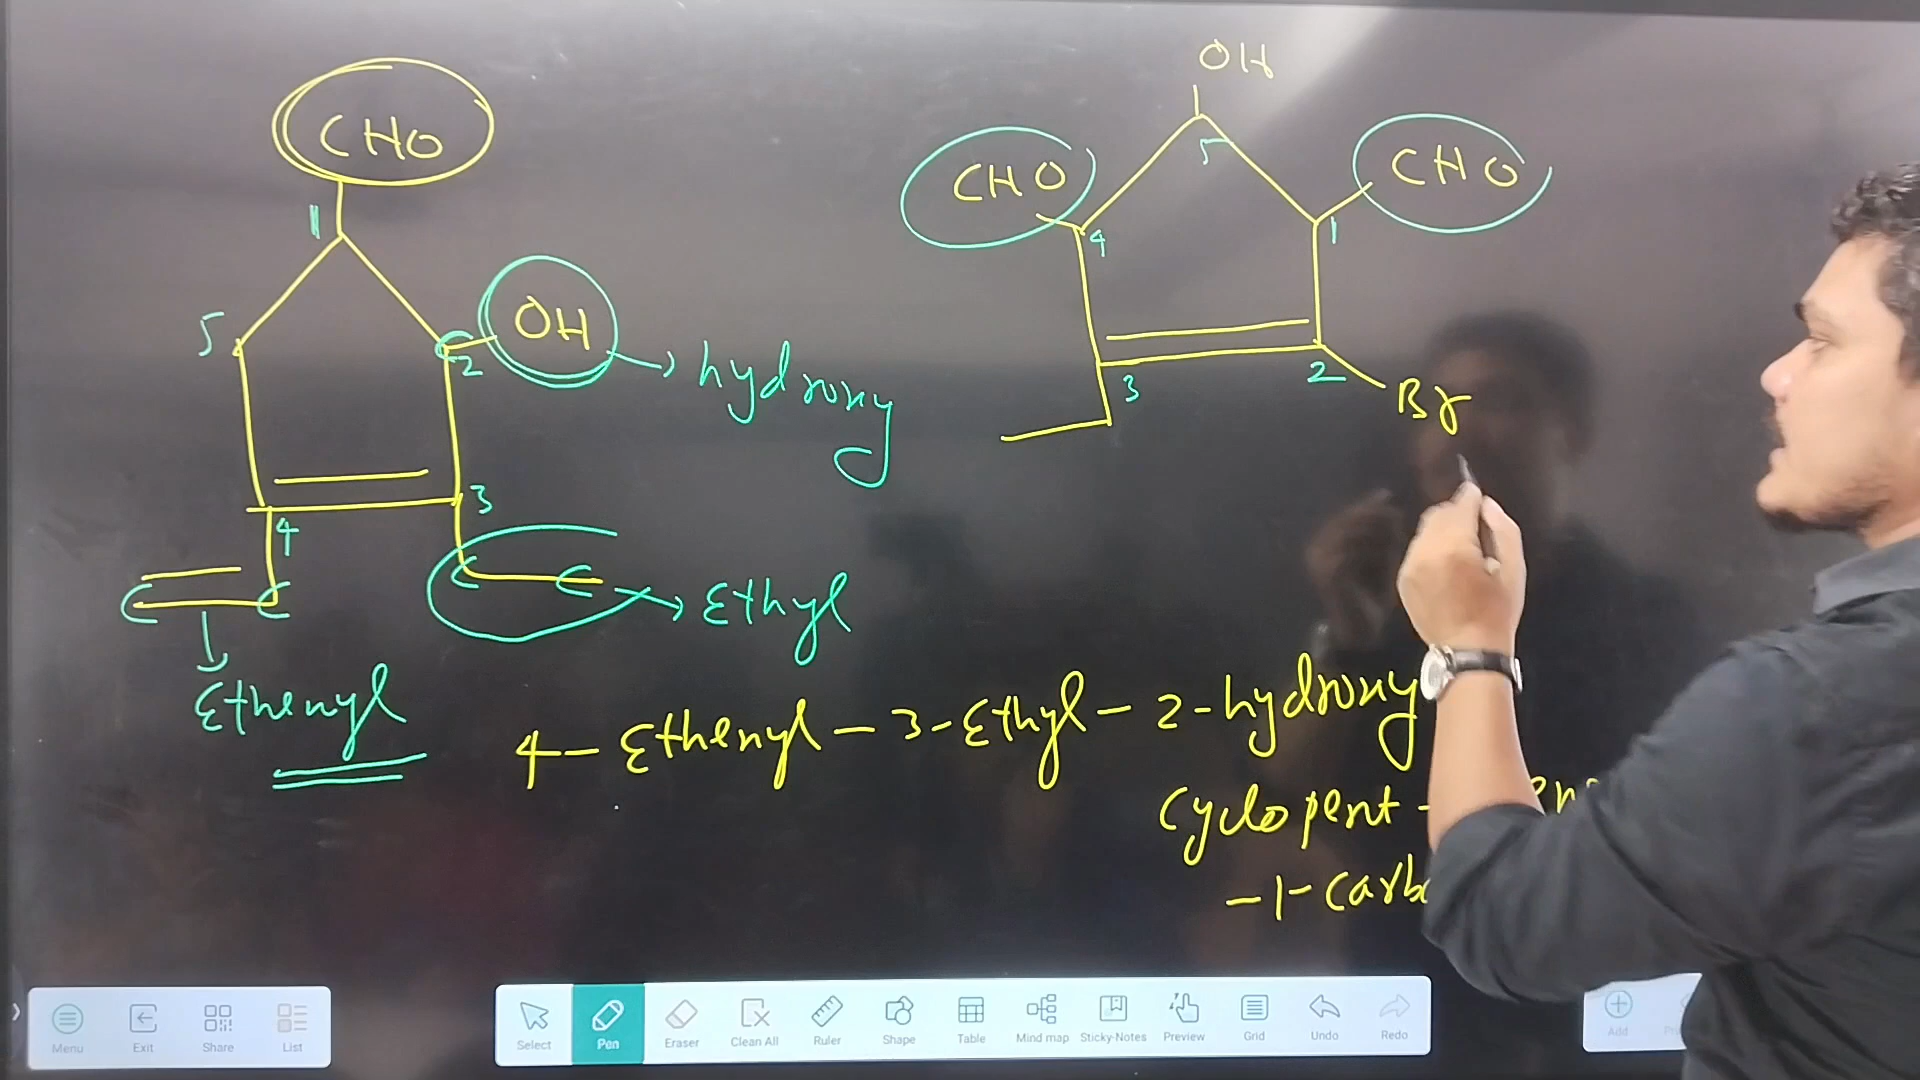 OH
CHO
CHO
CHO
5
4
1
1
OH
hydroxy
5
2
3
2
Br
3
4
C C
C C
Ethyl
Ethenyl
4- Ethenyl - 3 - Ethyl - 2 - hydroxy
Cyclopent -
-1-
Menu
Exit
Share
List
Select
Pen
Eraser
Clean All
Ruler
Shape
Table
Mind map
Sticky-Notes
Preview
Grid
Undo
Redo
Add